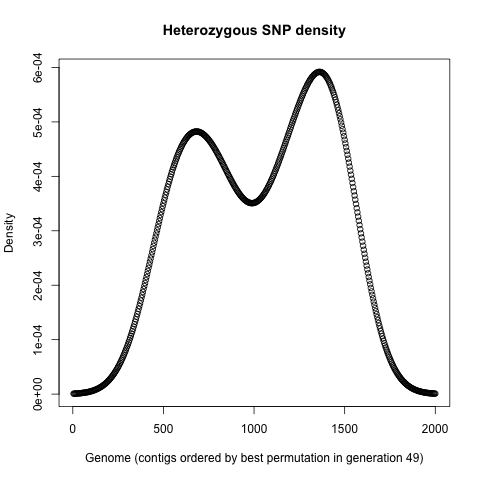 Heterozygous SNP density
6e-04
5e-04
4e-04
3e-04
2e-04
1e-04
0e+00
Density
0 500 1000 1500 2000
Genome (contigs ordered by best permutation in generation 49)